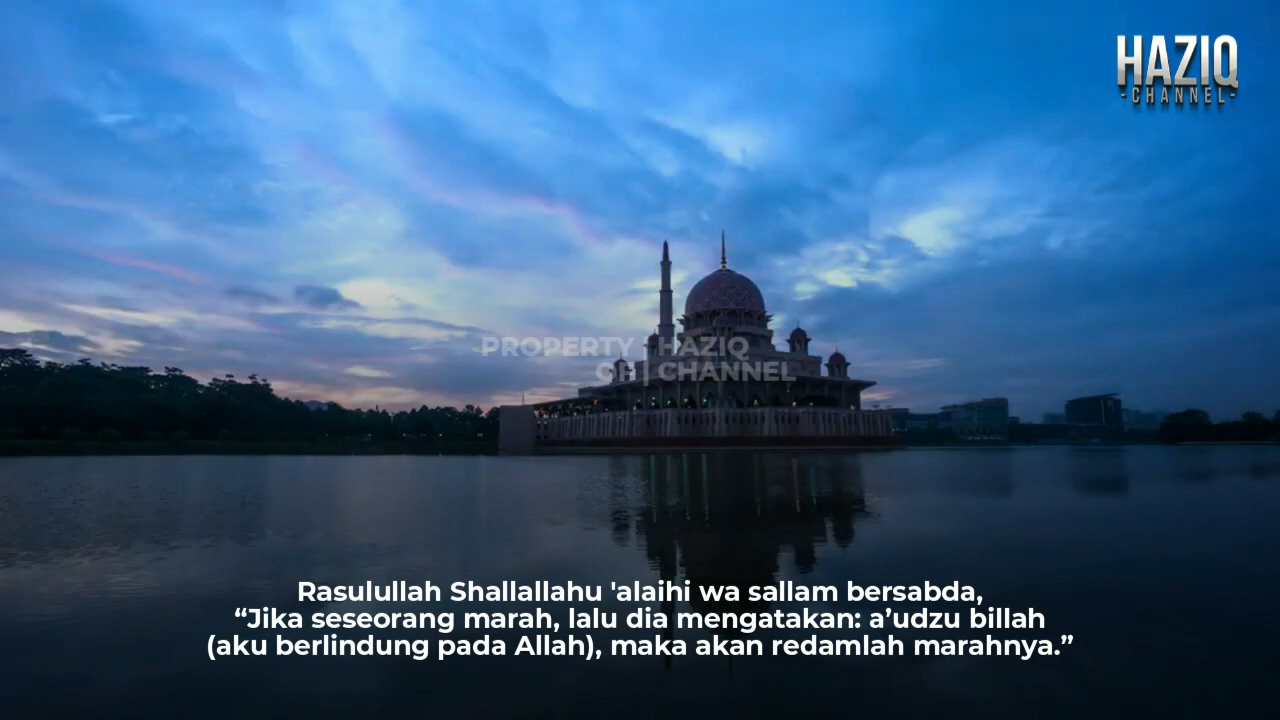 HAZIQ
-CHANNEL-
PROPERTY | HAZIQ
OH | CHANNEL
Rasulullah Shallallahu 'alaihi wa sallam bersabda,
“Jika seseorang marah, lalu dia mengatakan: a’udzu billah
(aku berlindung pada Allah), maka akan redamlah marahnya.”